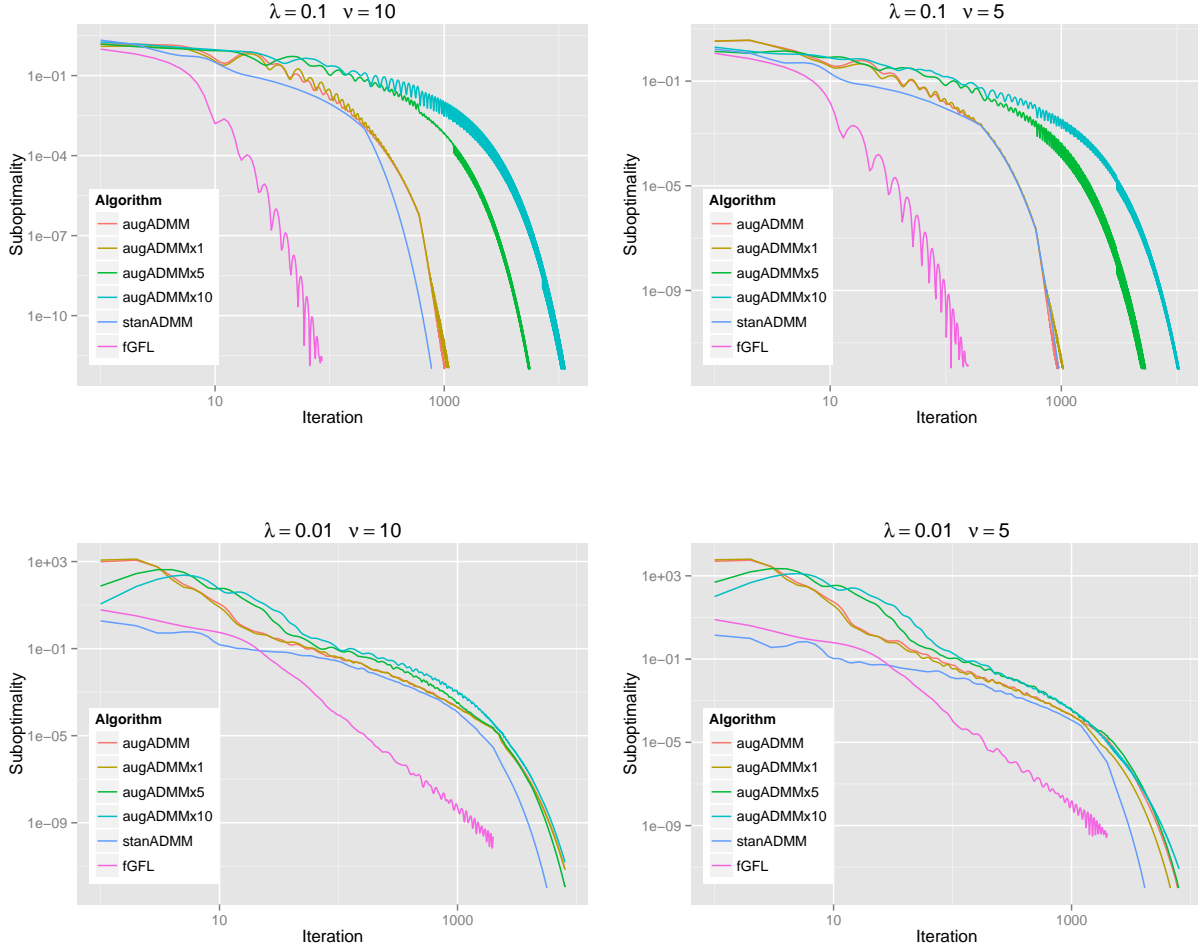 λ = 0.1 ν = 10
Suboptimality
1e−01
1e−04
1e−07
1e−10
Algorithm
augADMM
augADMMx1
augADMMx5
augADMMx10
stanADMM
fGFL
10
1000
Iteration
λ = 0.1 ν = 5
Suboptimality
1e−01
1e−05
1e−09
Algorithm
augADMM
augADMMx1
augADMMx5
augADMMx10
stanADMM
fGFL
10
1000
Iteration
λ = 0.01 ν = 10
Suboptimality
1e+03
1e−01
1e−05
1e−09
Algorithm
augADMM
augADMMx1
augADMMx5
augADMMx10
stanADMM
fGFL
10
1000
Iteration
λ = 0.01 ν = 5
Suboptimality
1e+03
1e−01
1e−05
1e−09
Algorithm
augADMM
augADMMx1
augADMMx5
augADMMx10
stanADMM
fGFL
10
1000
Iteration